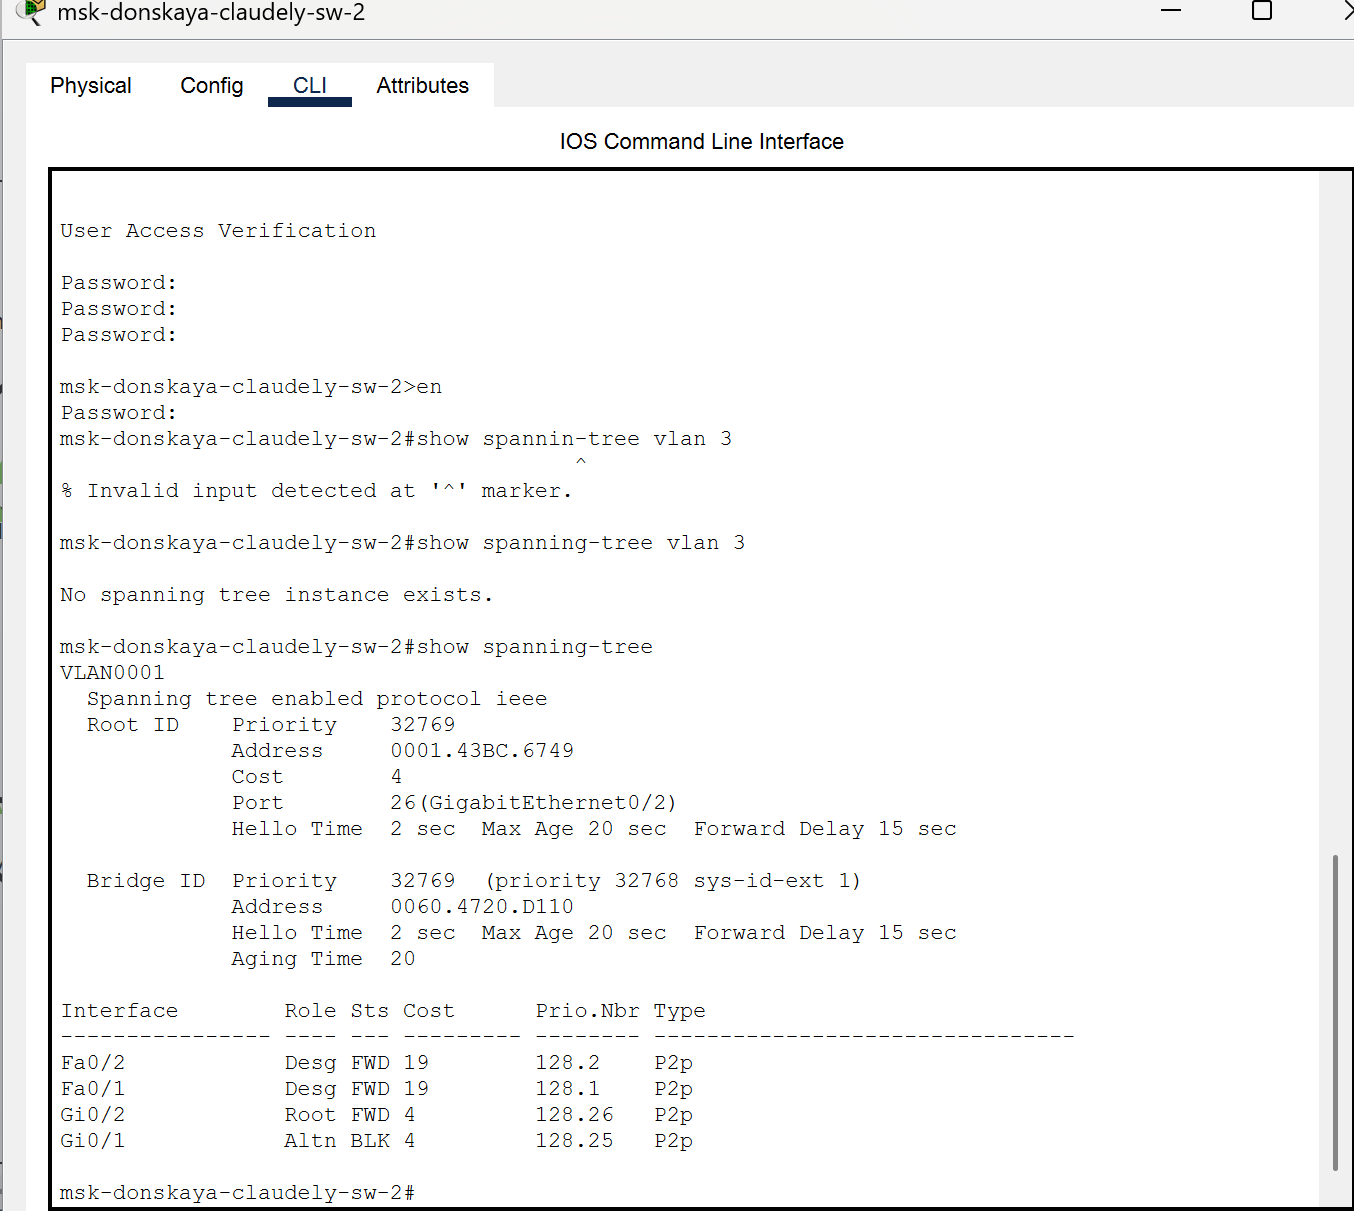 msk-donskaya-claudely-sw-2
Physical Config CLI Attributes
IOS Command Line Interface
User Access Verification
Password:
Password:
Password:
msk-donskaya-claudely-sw-2>en
Password:
msk-donskaya-claudely-sw-2#show spannin-tree vlan 3
^
% Invalid input detected at '^' marker.
msk-donskaya-claudely-sw-2#show spanning-tree vlan 3
No spanning tree instance exists.
msk-donskaya-claudely-sw-2#show spanning-tree
VLAN0001
Spanning tree enabled protocol ieee
Root ID Priority 32769
Address 0001.43BC.6749
Cost 4
Port 26(GigabitEthernet0/2)
Hello Time 2 sec Max Age 20 sec Forward Delay 15 sec
Bridge ID Priority 32769 (priority 32768 sys-id-ext 1)
Address 0060.4720.D110
Hello Time 2 sec Max Age 20 sec Forward Delay 15 sec
Aging Time 20
Interface Role Sts Cost Prio.Nbr Type
---------------- ---- --- --------- -------- --------------------------------
Fa0/2 Desg FWD 19 128.2 P2p
Fa0/1 Desg FWD 19 128.1 P2p
Gi0/2 Root FWD 4 128.26 P2p
Gi0/1 Altn BLK 4 128.25 P2p
msk-donskaya-claudely-sw-2#